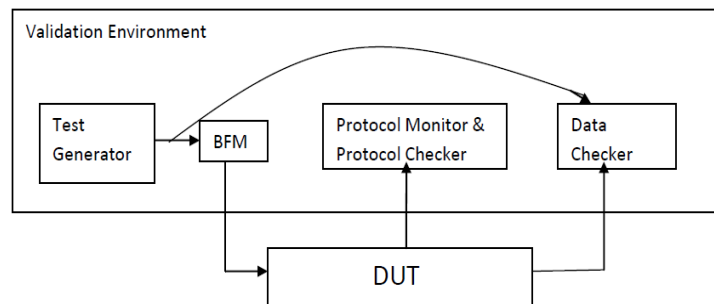 Validation Environment
Test
Generator
BFM
Protocol Monitor &
Protocol Checker
Data
Checker
DUT